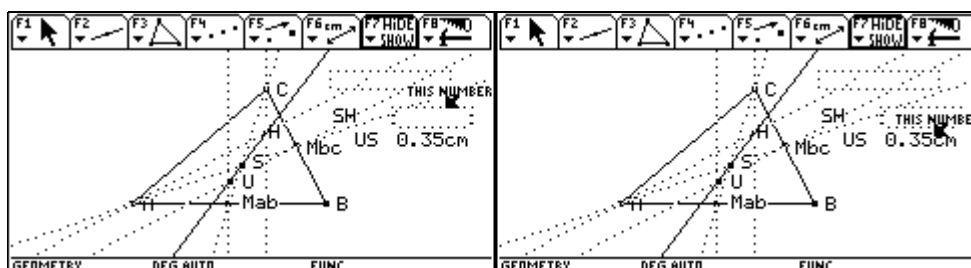 F1 F2 F3 F4 F5 F6 cm F7 HiDE SHOW F8
C
THIS NUMBER
SH
H
Mbc
US 0.35cm
S
U
Mab
B
GEOMETRY DEG AUTO FUNC
F1 F2 F3 F4 F5 F6 cm F7 HiDE SHOW F8
C
SH
THIS NUMBE
H
Mbc
US 0.35cm
S
U
Mab
B
GEOMETRY DEG AUTO FUNC